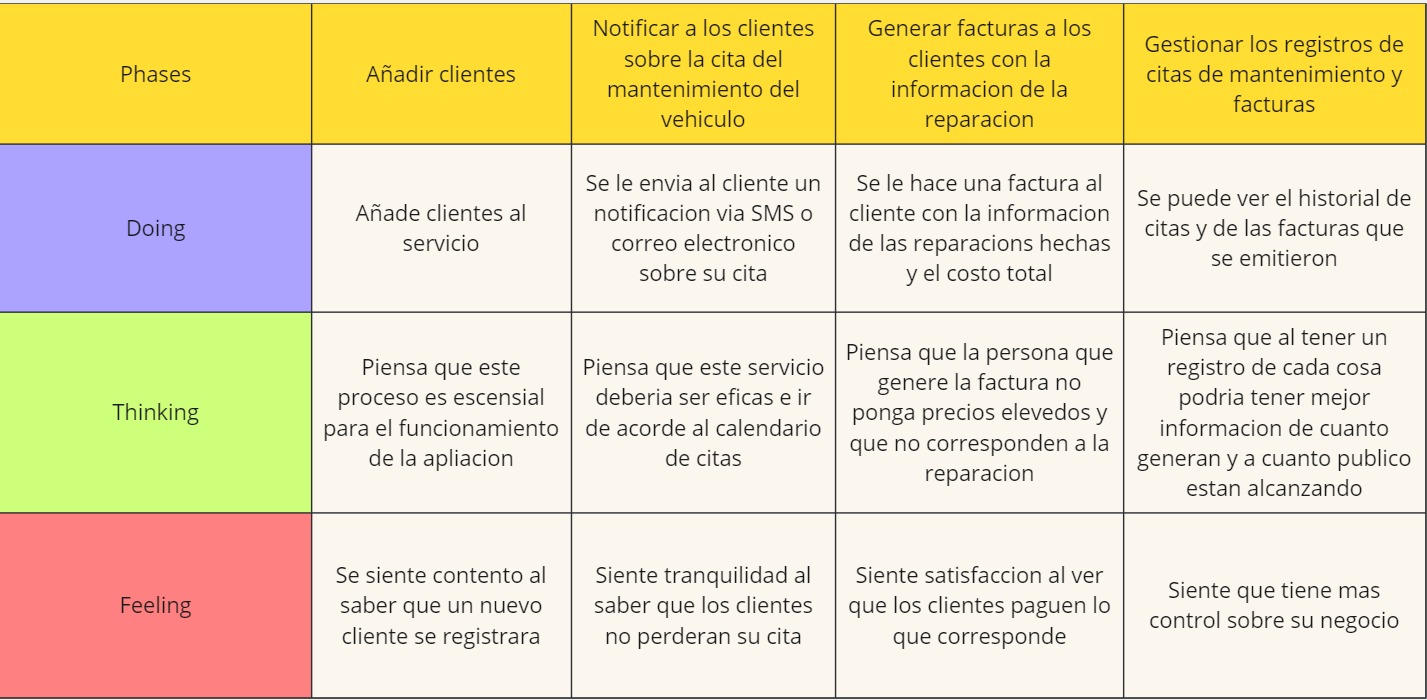 Phases
Añadir clientes
Notificar a los clientes
sobre la cita del
mantenimiento del
vehiculo
Generar facturas a los
clientes con la
informacion de la
reparacion
Gestionar los registros de
citas de mantenimiento y
facturas
Doing
Añade clientes al
servicio
Se le envia al cliente un
notificacion via SMS o
correo electronico
sobre su cita
Se le hace una factura al
cliente con la informacion
de las reparacions hechas
y el costo total
Se puede ver el historial de
citas y de las facturas que
se emitieron
Thinking
Piensa que este
proceso es escensial
para el funcionamiento
de la apliacion
Piensa que este servicio
deberia ser eficas e ir
de acorde al calendario
de citas
Piensa que la persona que
genere la factura no
ponga precios elevedos y
que no corresponden a la
reparacion
Piensa que al tener un
registro de cada cosa
podria tener mejor
informacion de cuanto
generan y a cuanto publico
estan alcanzando
Feeling
Se siente contento al
saber que un nuevo
cliente se registrara
Siente tranquilidad al
saber que los clientes
no perderan su cita
Siente satisfaccion al ver
que los clientes paguen lo
que corresponde
Siente que tiene mas
control sobre su negocio